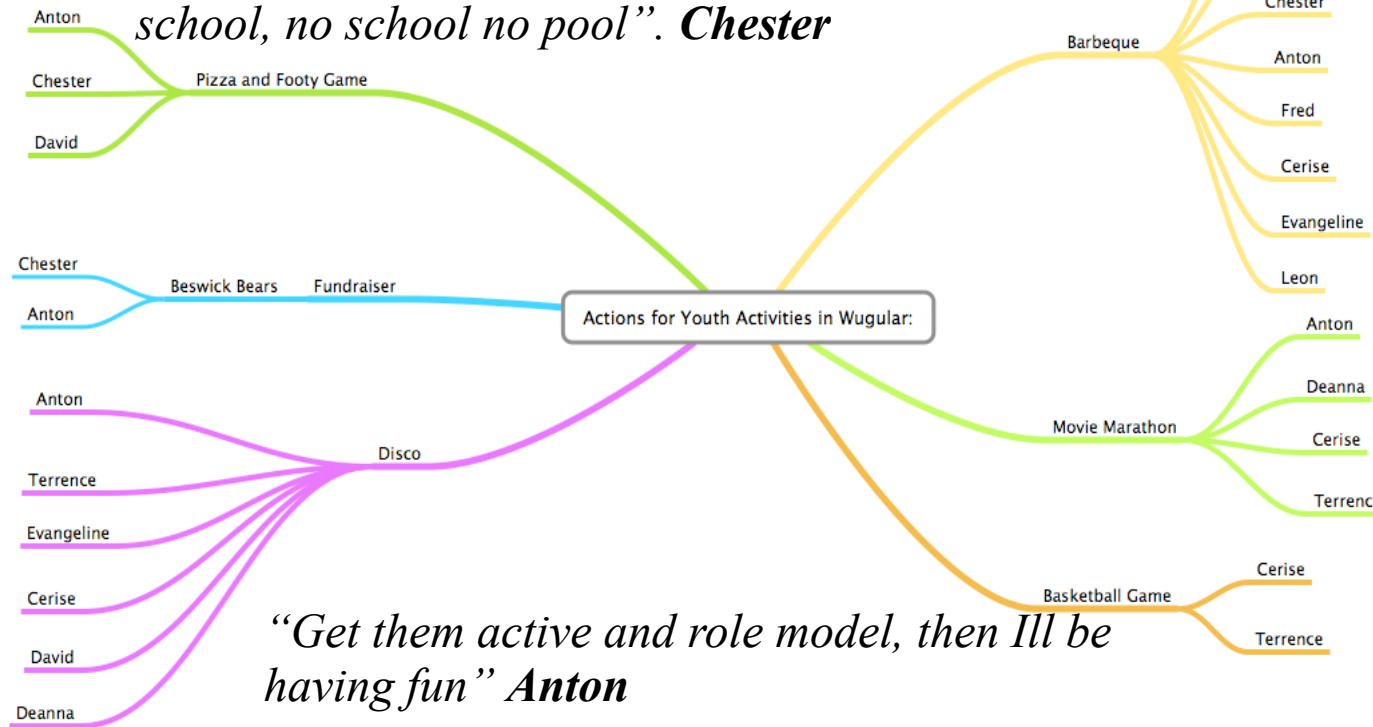 school, no school no pool”. Chester
Anton
Chester
David
Pizza and Footy Game
Chester
Anton
Beswick Bears
Fundraiser
Anton
Terrence
Evangeline
Cerise
David
Deanna
Disco
Actions for Youth Activities in Wugular:
Barbeque
Chester
Anton
Fred
Cerise
Evangeline
Leon
Movie Marathon
Anton
Deanna
Cerise
Terrenc
Basketball Game
Cerise
Terrence
“Get them active and role model, then Ill be
having fun” Anton